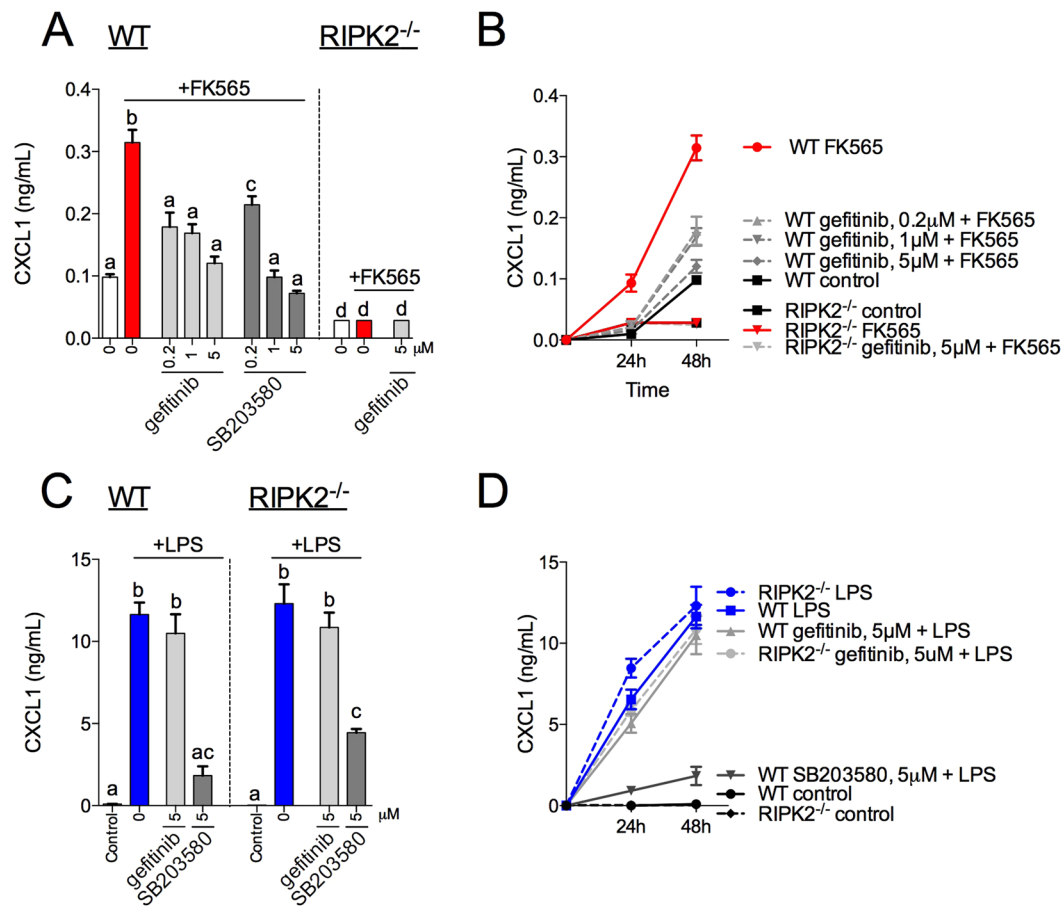 A
WT
RIPK2-/-
+FK565
CXCL1 (ng/mL)
0.4
0.3
0.2
0.1
0.0
a
b
a
a
a
c
a
a
+FK565
d
d
d
0
0
0.2
1
5
0.2
1
5
0
0
5
μM
gefitinib
SB203580
gefitinib
B
CXCL1 (ng/mL)
0.4
0.3
0.2
0.1
0.0
24h
48h
Time
WT FK565
WT gefitinib, 0.2μM + FK565
WT gefitinib, 1μM + FK565
WT gefitinib, 5μM + FK565
WT control
RIPK2-/- control
RIPK2-/- FK565
RIPK2-/- gefitinib, 5μM + FK565
C
WT
RIPK2-/-
+LPS
+LPS
CXCL1 (ng/mL)
15
10
5
0
a
b
b
ac
a
b
b
c
Control
0
5
5
Control
0
5
5
μM
gefitinib
SB203580
gefitinib
SB203580
D
CXCL1 (ng/mL)
15
10
5
0
24h
48h
RIPK2-/- LPS
WT LPS
WT gefitinib, 5μM + LPS
RIPK2-/- gefitinib, 5uM + LPS
WT SB203580, 5μM + LPS
WT control
RIPK2-/- control